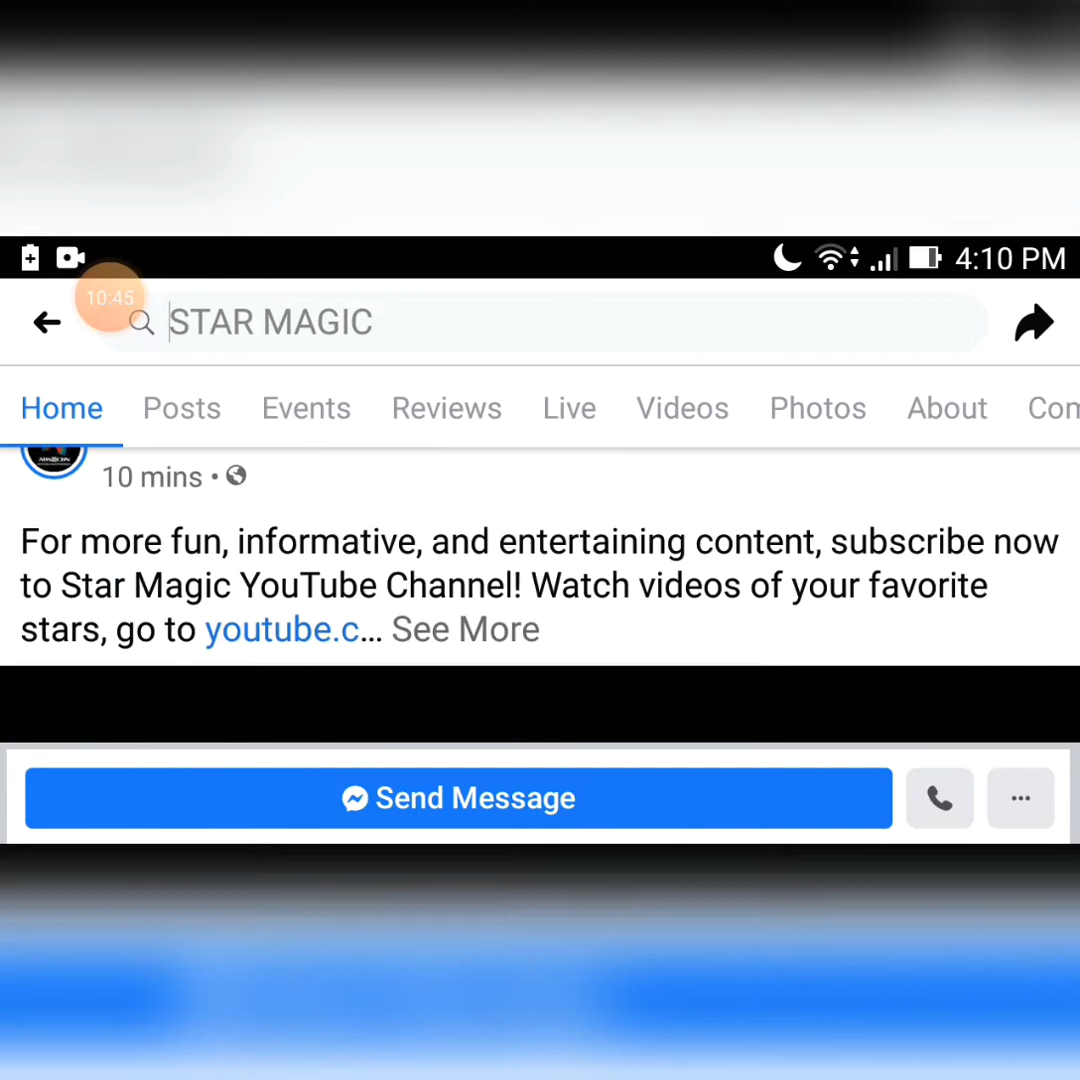 4:10 PM
10:45
STAR MAGIC
Home Posts Events Reviews Live Videos Photos About Com
10 mins •
For more fun, informative, and entertaining content, subscribe now
to Star Magic YouTube Channel! Watch videos of your favorite
stars, go to youtube.c... See More
Send Message